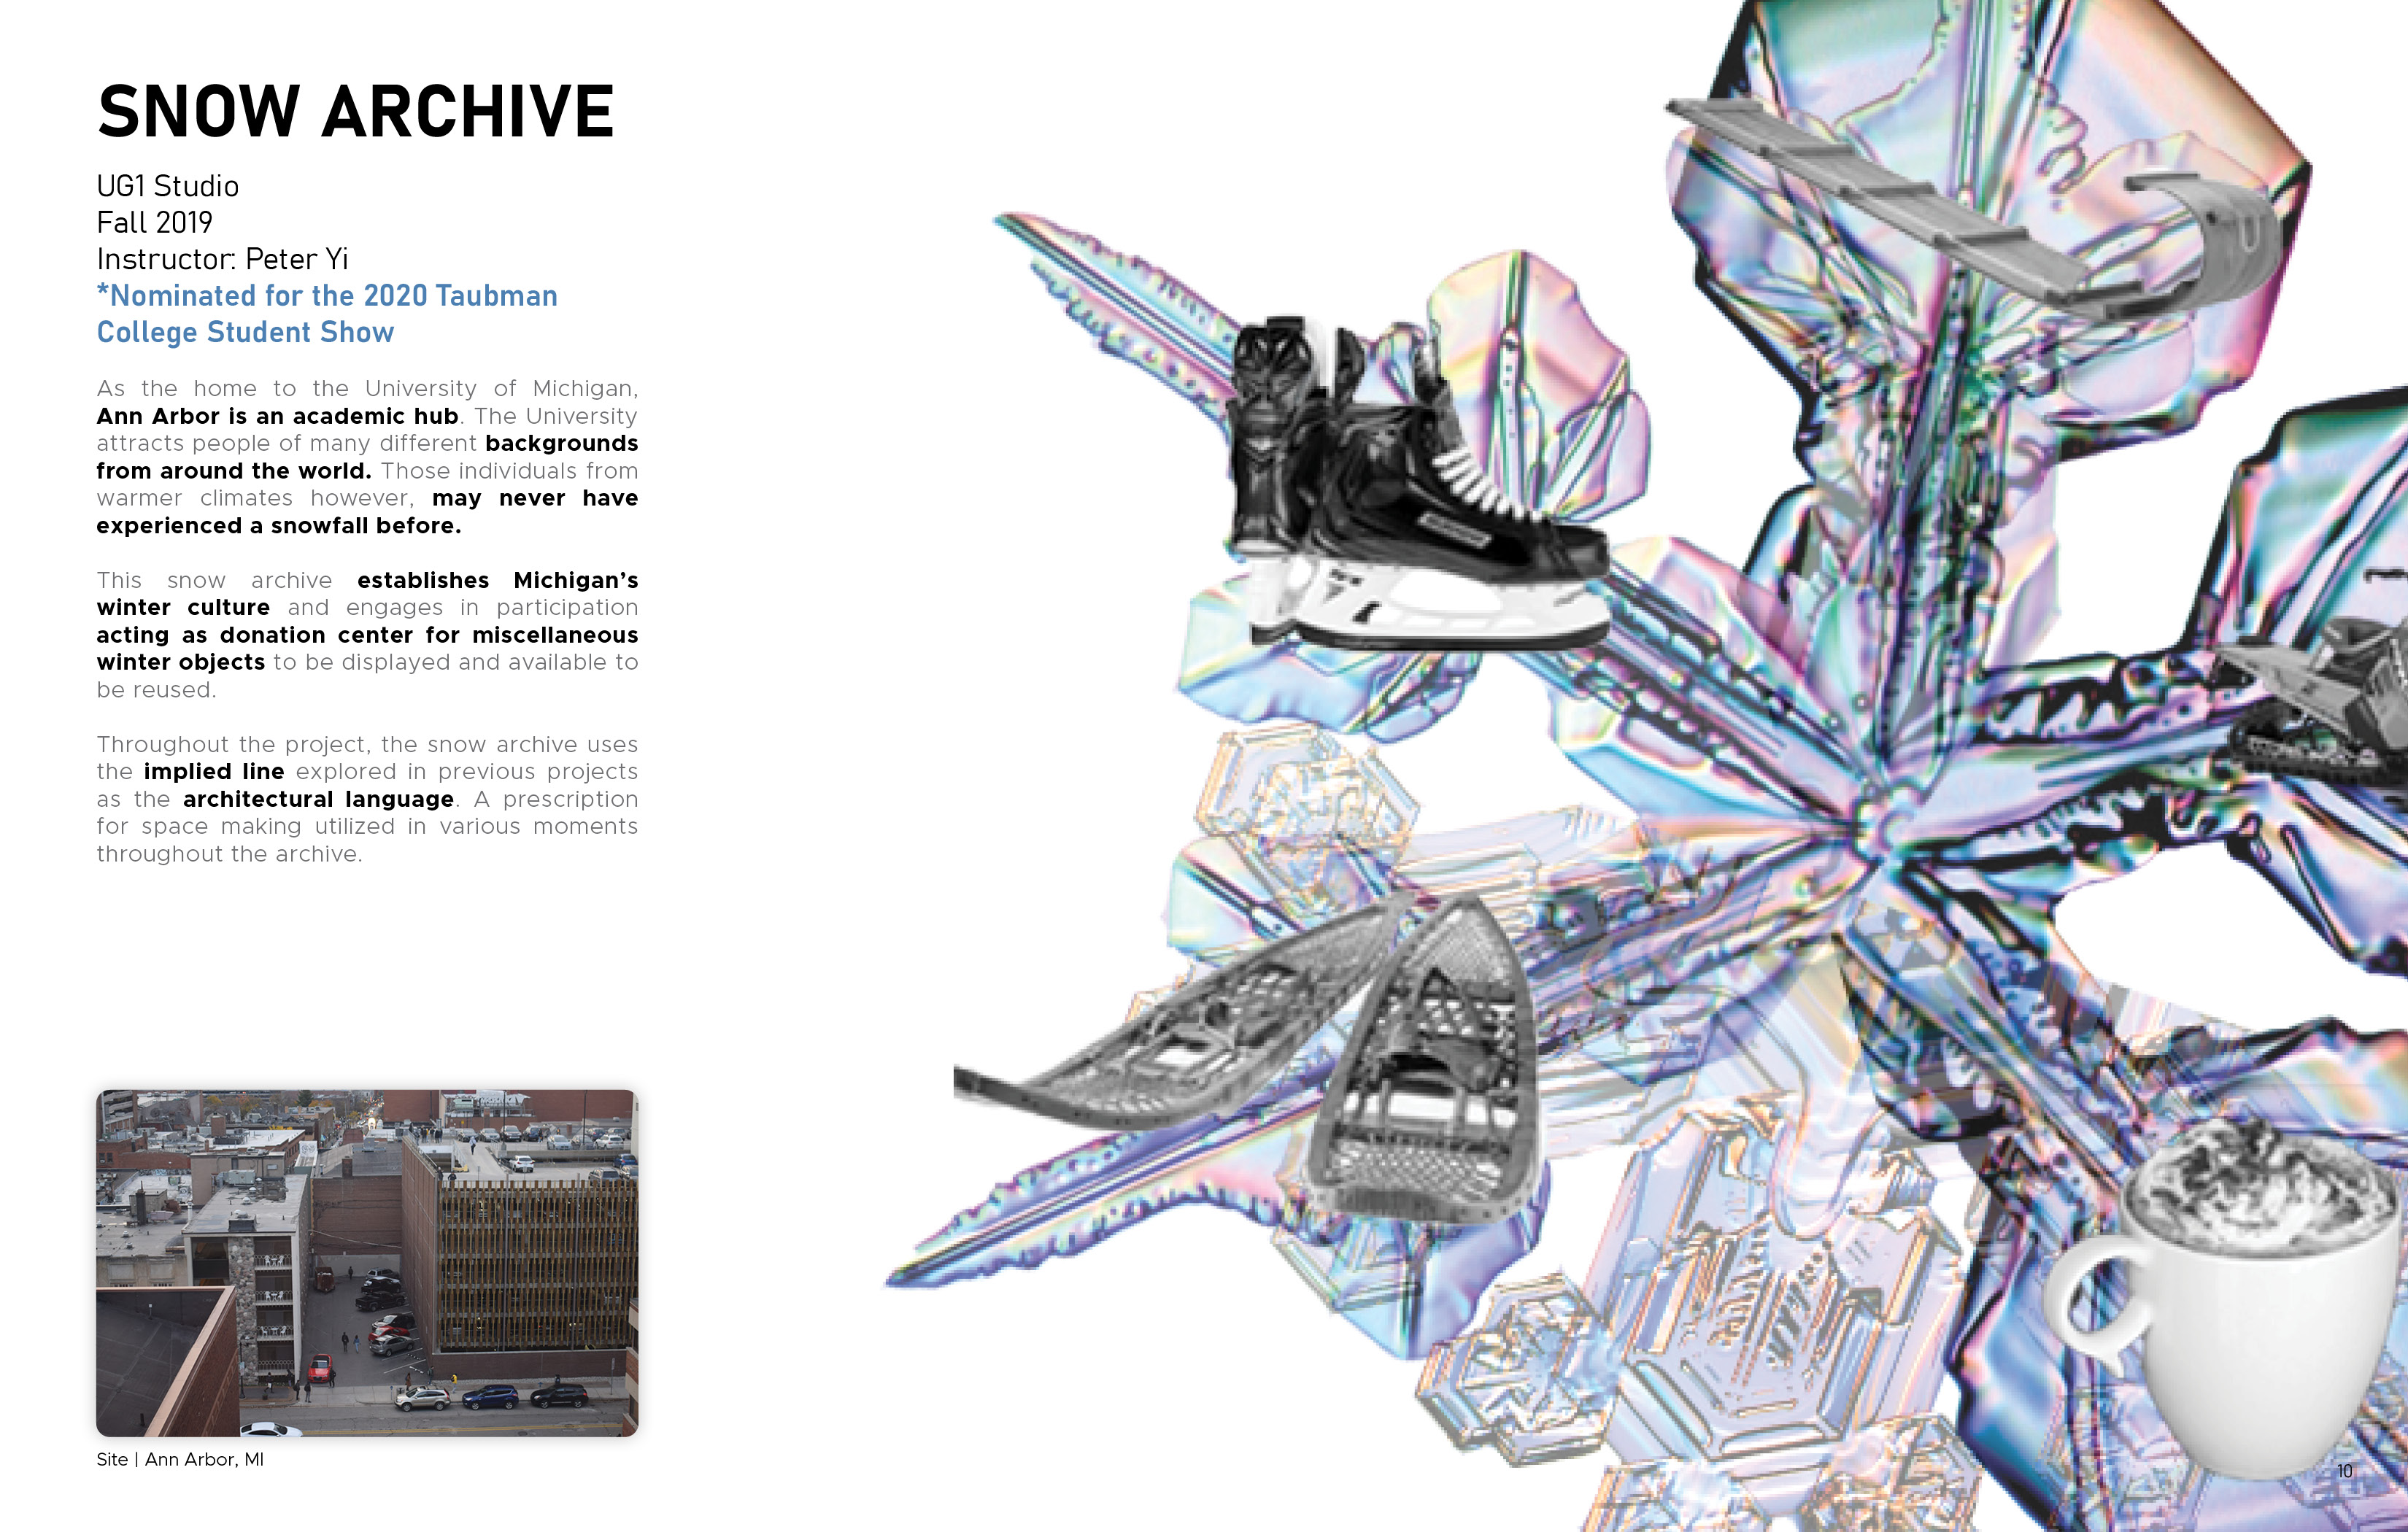 SNOW ARCHIVE
UG1 Studio
Fall 2019
Instructor: Peter Yi
*Nominated for the 2020 Taubman
College Student Show
As the home to the University of Michigan,
Ann Arbor is an academic hub. The University
attracts people of many different backgrounds
from around the world. Those individuals from
warmer climates however, may never have
experienced a snowfall before.
This snow archive establishes Michigan's
winter culture and engages in participation
acting as donation center for miscellaneous
winter objects to be displayed and available to
be reused.
Throughout the project, the snow archive uses
the implied line explored in previous projects
as the architectural language. A prescription
for space making utilized in various moments
throughout the archive.
Site | Ann Arbor, MI
10